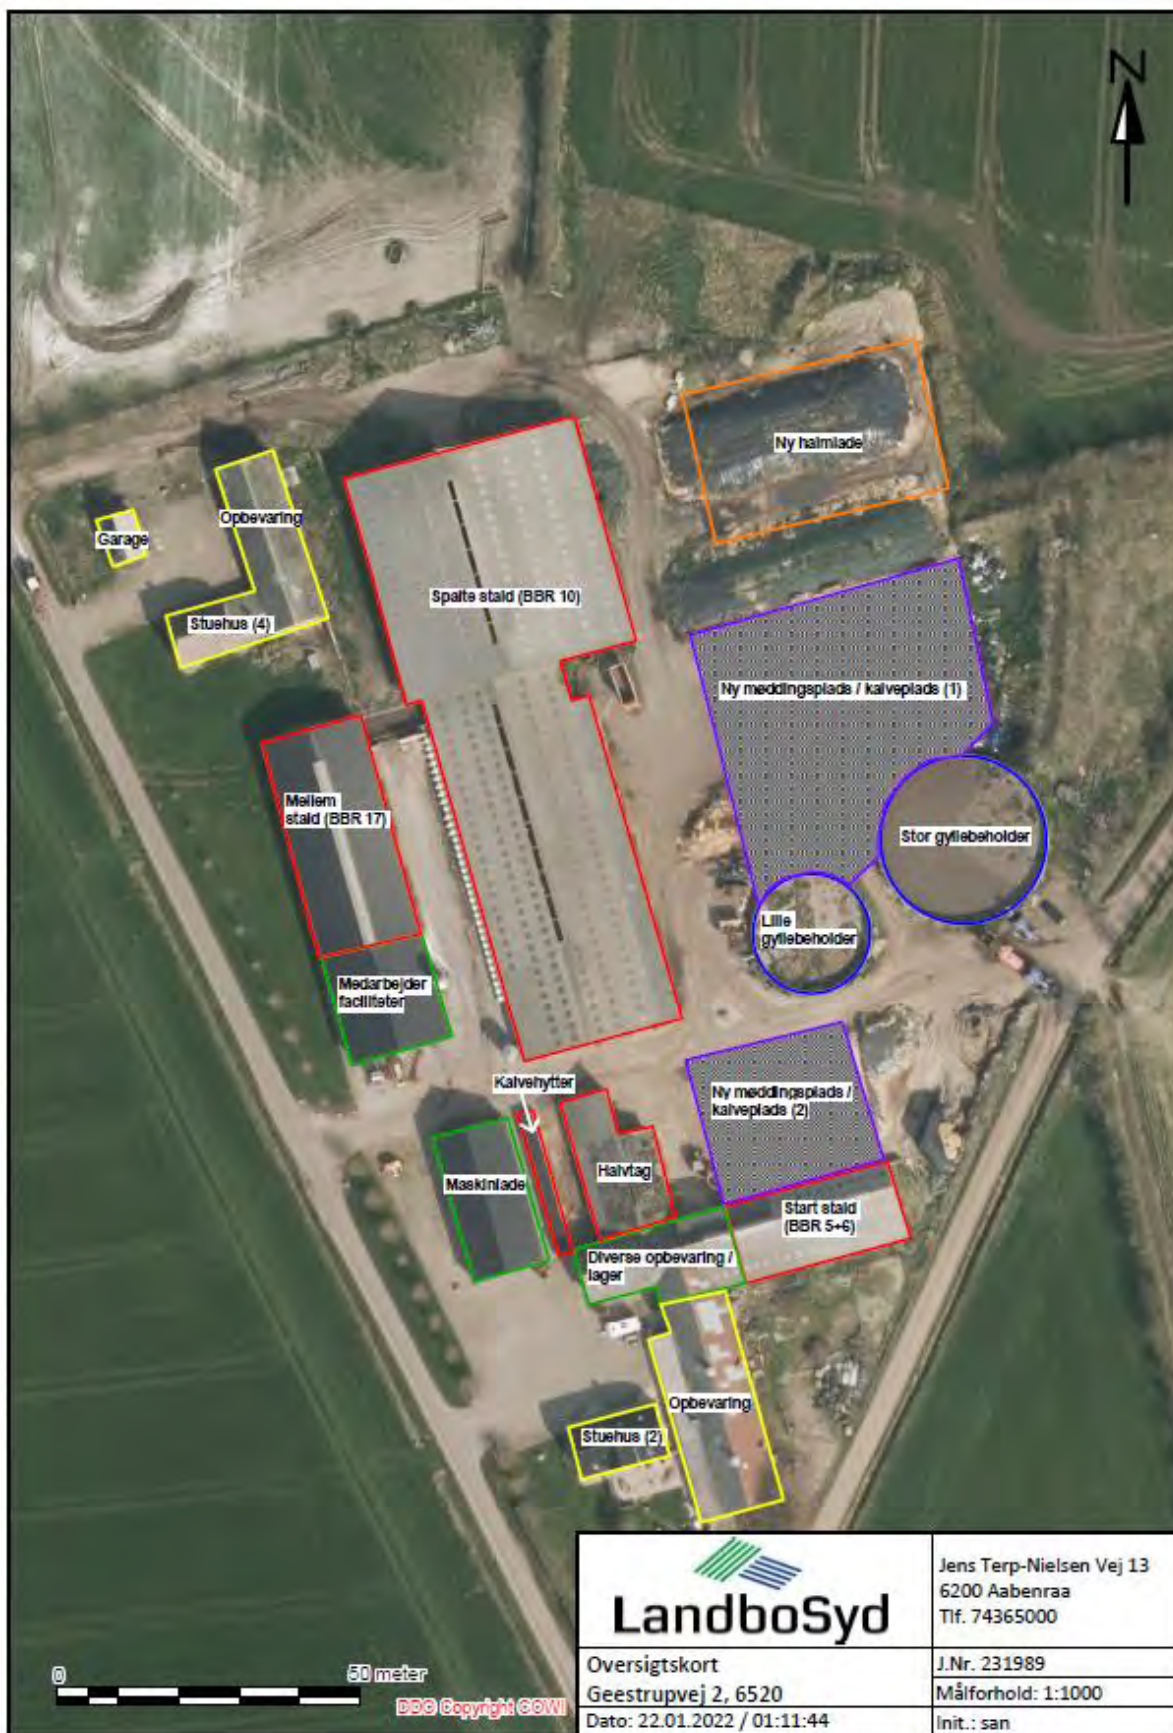 N
Ny halmlade
Opbevaring
Garage
Spalte stald (BBR 10)
Stuehus (4)
Ny møddingsplads / kalveplads (1)
Mellem
stald (BBR 17)
Stor gyllebeholder
Lille
gyllebeholder
Medarbejder
faciliteter
Kalvehytter
Ny møddingsplads /
kalveplads (2)
Halvtag
Maskinlade
Start stald
(BBR 5+6)
Diverse opbevaring /
lager
Opbevaring
Stuehus (2)
0 50 meter
DDO Copyright COWI
LandboSyd
Jens Terp-Nielsen Vej 13
6200 Aabenraa
Tlf. 74365000
Oversigtskort
Geestrupvej 2, 6520
Dato: 22.01.2022 / 01:11:44
J.Nr. 231989
Målforhold: 1:1000
Init.: san